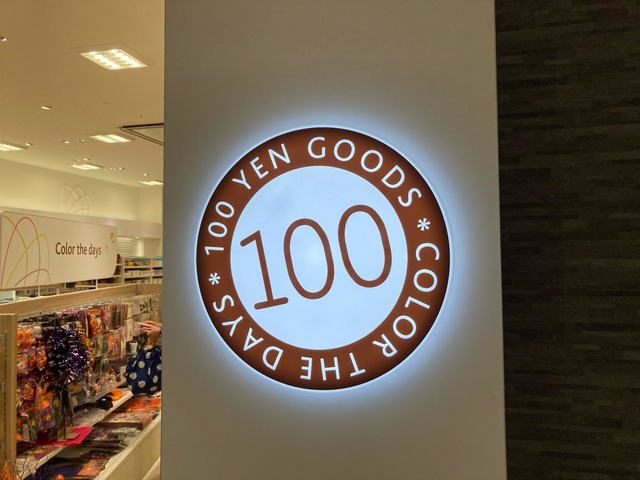 100 YEN GOODS * COLOR THE DAYS *
100
Color the days